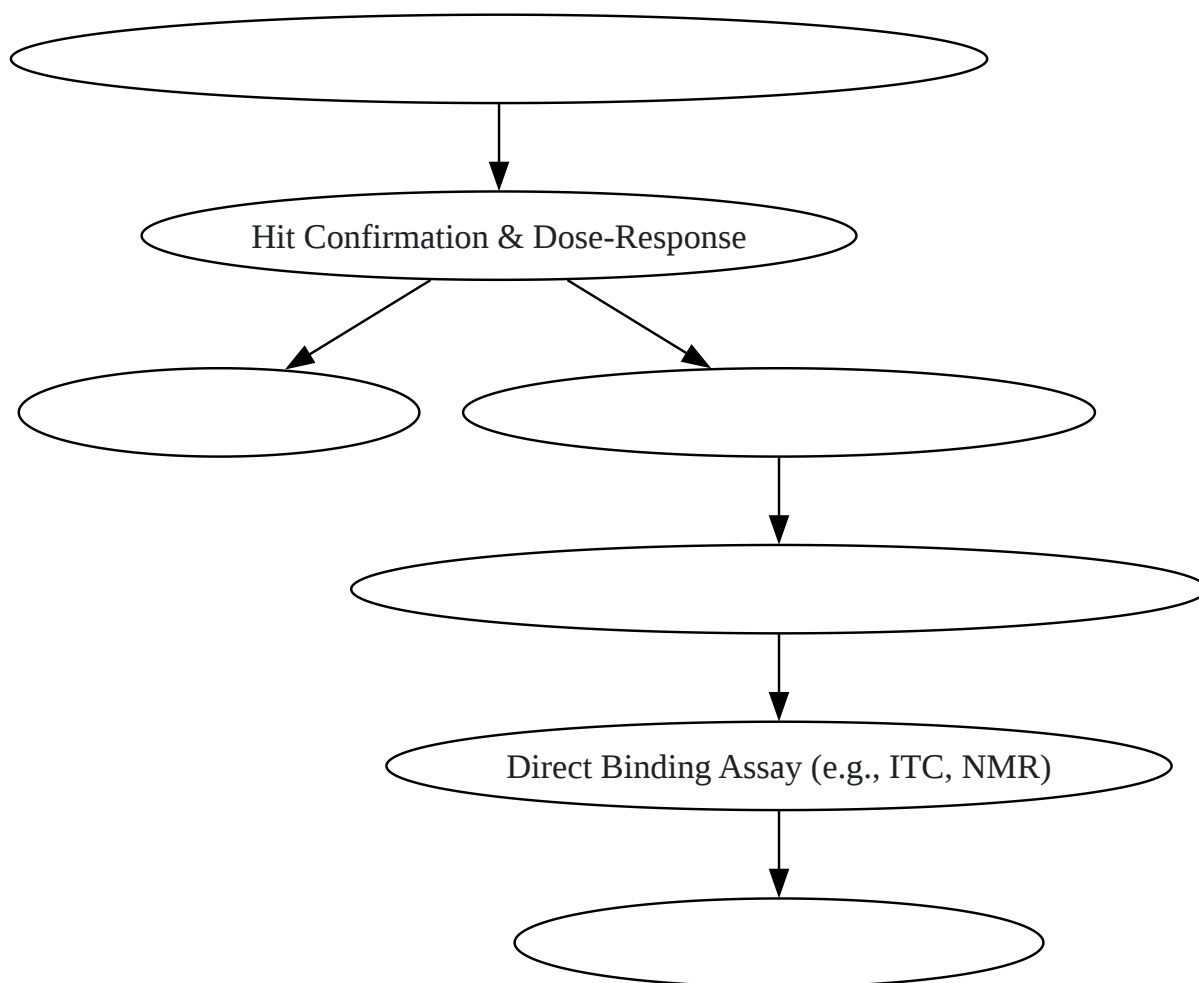 Hit Confirmation & Dose-Response
Direct Binding Assay (e.g., ITC, NMR)